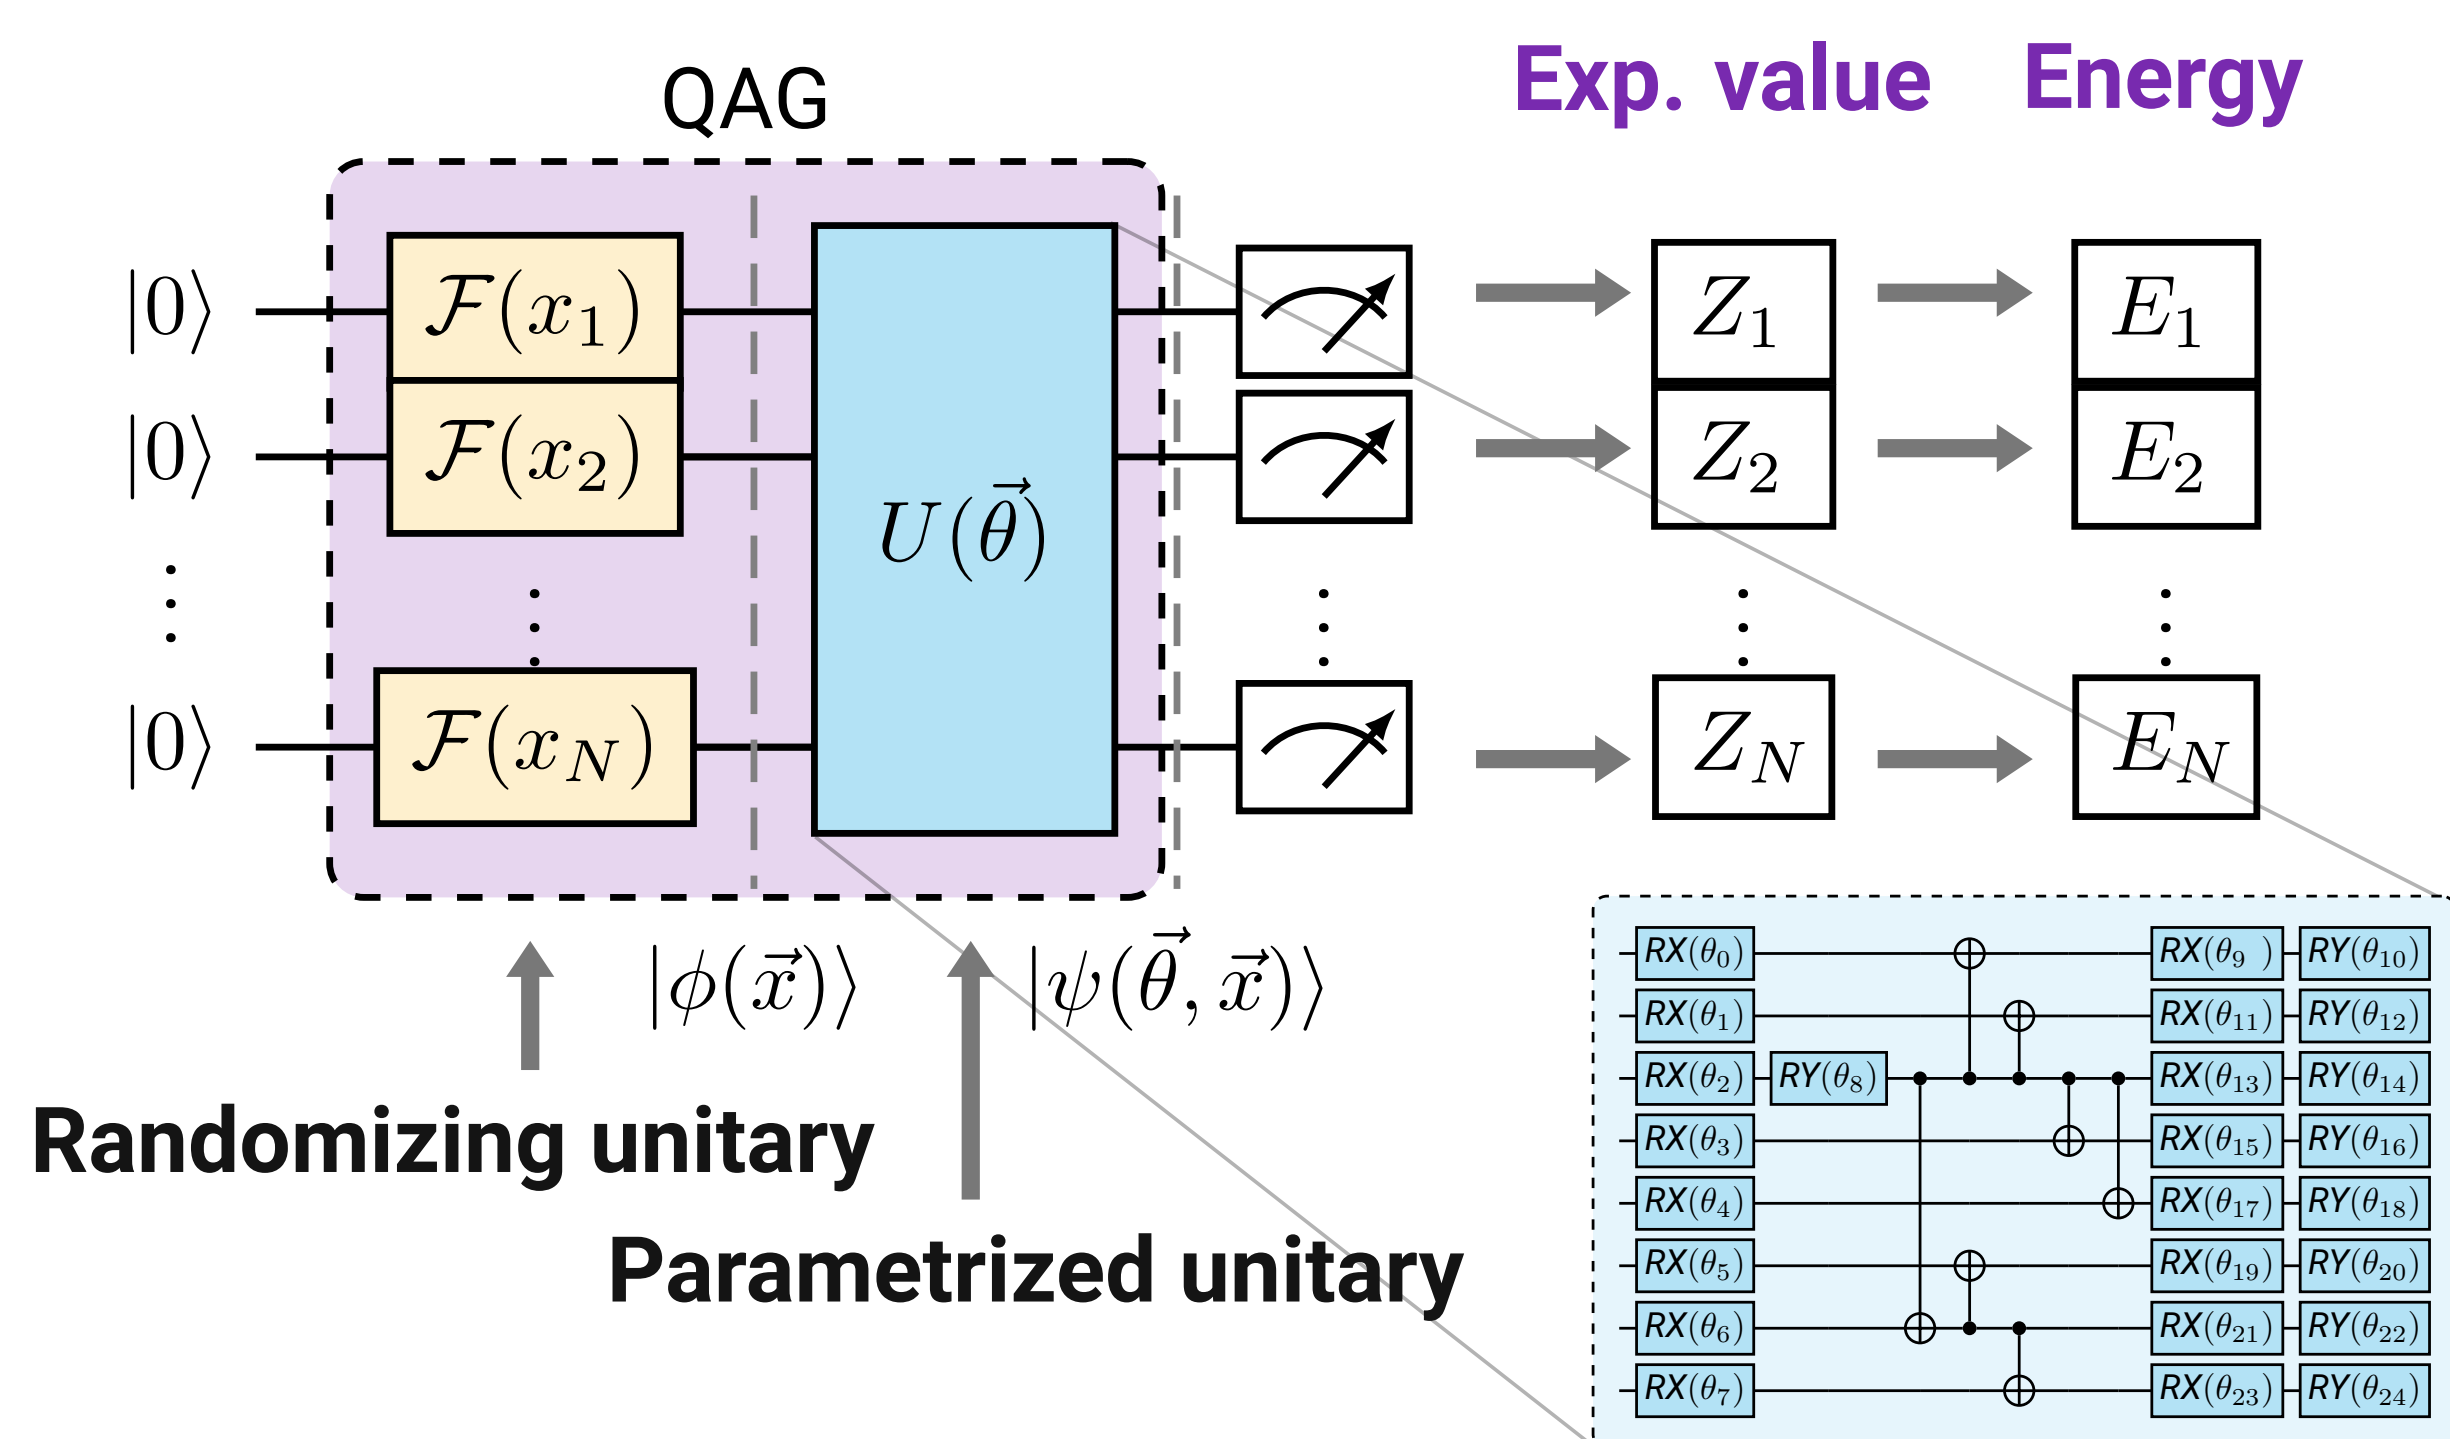 QAG
Exp. value Energy
|0⟩ 𝓕(x₁) Z₁ E₁
|0⟩ 𝓕(x₂) Z₂ E₂
U(θ⃗)
⋮ ⋮ ⋮ ⋮ ⋮
|0⟩ 𝓕(x_N) Z_N E_N
|ϕ(x⃗)⟩ |ψ(θ⃗, x⃗)⟩
Randomizing unitary
Parametrized unitary
RX(θ₀) RX(θ₉ ) RY(θ₁₀)
RX(θ₁) RX(θ₁₁) RY(θ₁₂)
RX(θ₂) RY(θ₈) RX(θ₁₃) RY(θ₁₄)
RX(θ₃) RX(θ₁₅) RY(θ₁₆)
RX(θ₄) RX(θ₁₇) RY(θ₁₈)
RX(θ₅) RX(θ₁₉) RY(θ₂₀)
RX(θ₆) RX(θ₂₁) RY(θ₂₂)
RX(θ₇) RX(θ₂₃) RY(θ₂₄)